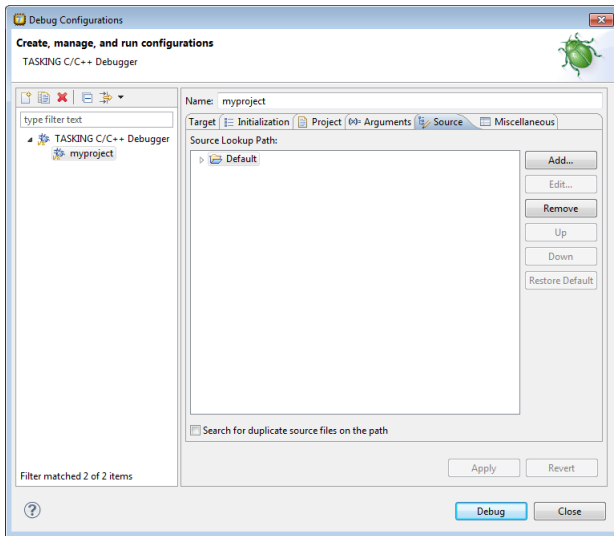 Debug Configurations
Create, manage, and run configurations
TASKING C/C++ Debugger
type filter text
TASKING C/C++ Debugger
myproject
Filter matched 2 of 2 items
Name: myproject
Target Initialization Project (x)= Arguments Source Miscellaneous
Source Lookup Path:
Default
Add...
Edit...
Remove
Up
Down
Restore Default
Search for duplicate source files on the path
Apply Revert
? Debug Close